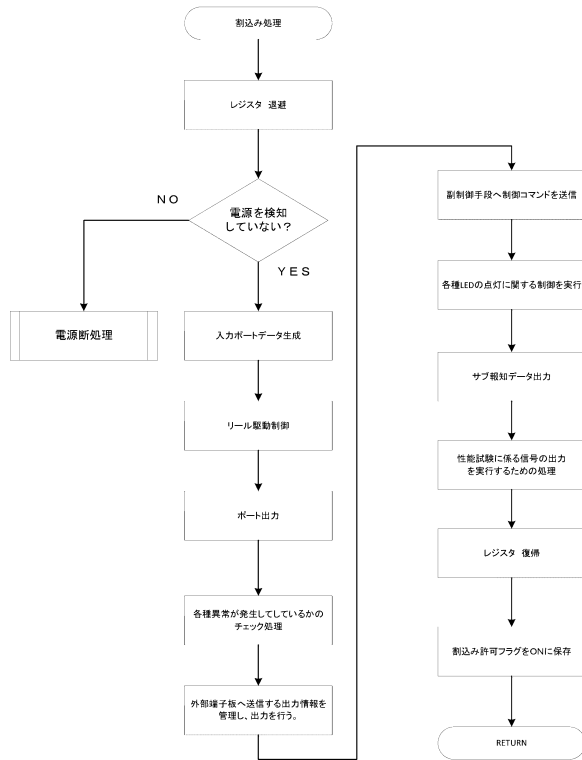 割込み処理
レジスタ 退避
電源を検知
していない?
NO
YES
電源断処理
入力ポートデータ生成
リール駆動制御
ポート出力
各種異常が発生してしているかの
チェック処理
外部端子板へ送信する出力情報を
管理し、出力を行う。
副制御手段へ制御コマンドを送信
各種LEDの点灯に関する制御を実行
サブ報知データ出力
性能試験に係る信号の出力
を実行するための処理
レジスタ 復帰
割込み許可フラグをONに保存
RETURN